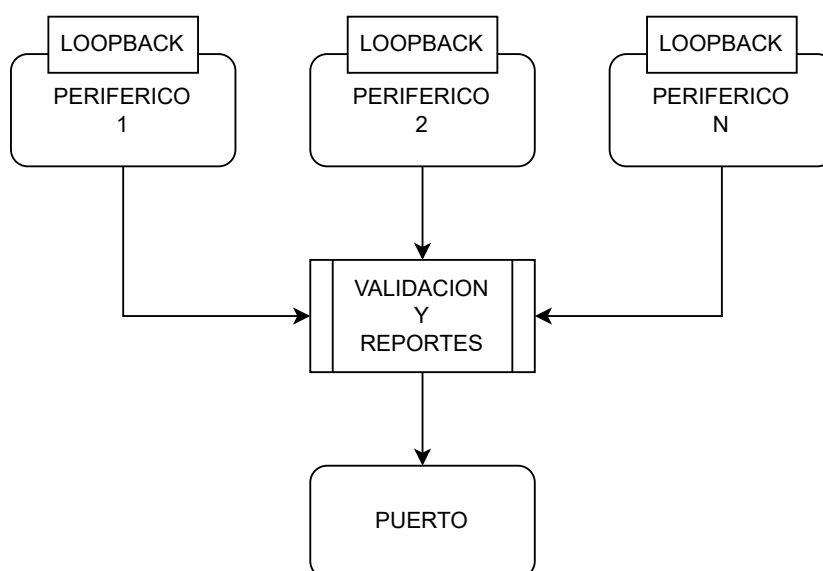 LOOPBACK
PERIFERICO
1
LOOPBACK
PERIFERICO
2
LOOPBACK
PERIFERICO
N
VALIDACION
Y
REPORTES
PUERTO